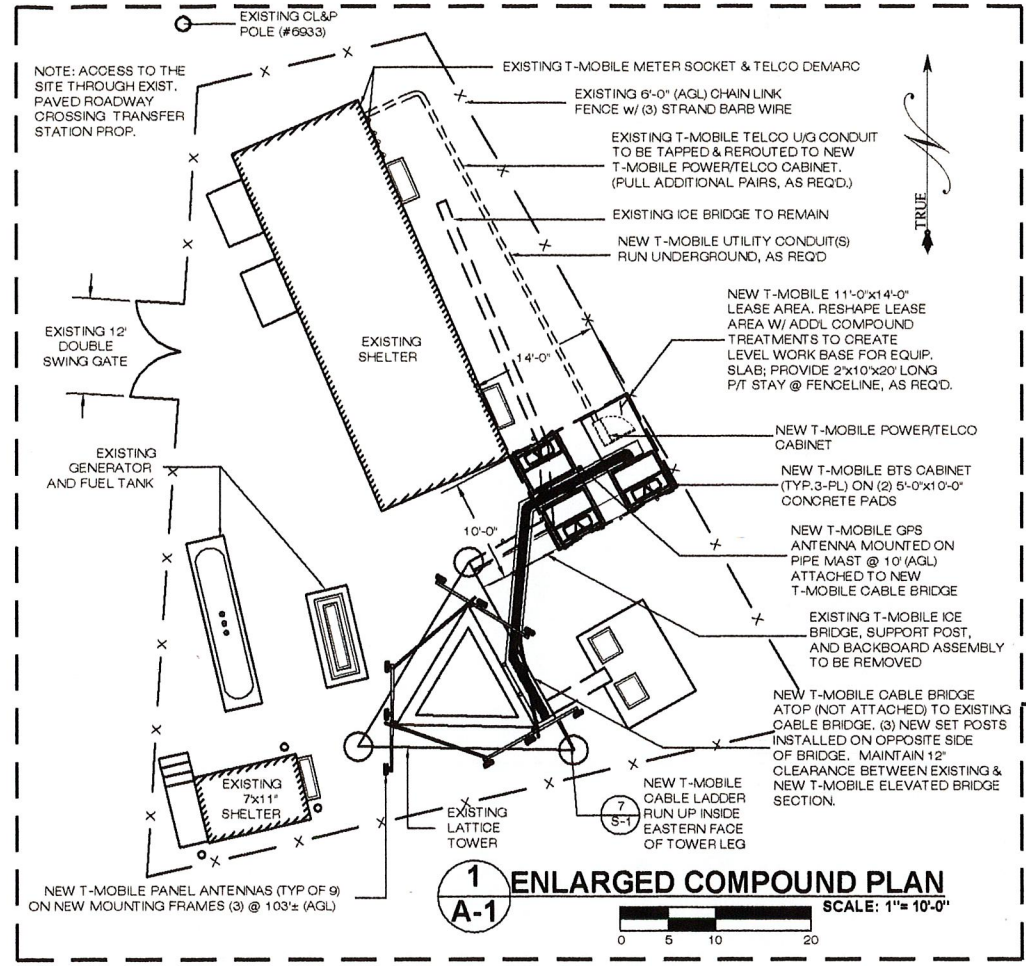 EXISTING CL&P
POLE (#6933)
NOTE: ACCESS TO THE
SITE THROUGH EXIST.
PAVED ROADWAY
CROSSING TRANSFER
STATION PROP.
EXISTING T-MOBILE METER SOCKET & TELCO DEMARC
EXISTING 6'-0" (AGL) CHAIN LINK
FENCE w/ (3) STRAND BARB WIRE
EXISTING T-MOBILE TELCO U/G CONDUIT
TO BE TAPPED & REROUTED TO NEW
T-MOBILE POWER/TELCO CABINET.
(PULL ADDITIONAL PAIRS, AS REQ'D.)
EXISTING ICE BRIDGE TO REMAIN
NEW T-MOBILE UTILITY CONDUIT(S)
RUN UNDERGROUND, AS REQ'D
N
TRUE
NEW T-MOBILE 11'-0"x14'-0"
LEASE AREA. RESHAPE LEASE
AREA W/ ADD'L COMPOUND
TREATMENTS TO CREATE
LEVEL WORK BASE FOR EQUIP.
SLAB; PROVIDE 2"x10"x20' LONG
P/T STAY @ FENCELINE, AS REQ'D.
EXISTING 12'
DOUBLE
SWING GATE
EXISTING
SHELTER
14'-0"
NEW T-MOBILE POWER/TELCO
CABINET
EXISTING
GENERATOR
AND FUEL TANK
NEW T-MOBILE BTS CABINET
(TYP.3-PL) ON (2) 5'-0"x10'-0"
CONCRETE PADS
10'-0"
NEW T-MOBILE GPS
ANTENNA MOUNTED ON
PIPE MAST @ 10' (AGL)
ATTACHED TO NEW
T-MOBILE CABLE BRIDGE
EXISTING T-MOBILE ICE
BRIDGE, SUPPORT POST,
AND BACKBOARD ASSEMBLY
TO BE REMOVED
NEW T-MOBILE CABLE BRIDGE
ATOP (NOT ATTACHED) TO EXISTING
CABLE BRIDGE, (3) NEW SET POSTS
INSTALLED ON OPPOSITE SIDE
OF BRIDGE. MAINTAIN 12"
CLEARANCE BETWEEN EXISTING &
NEW T-MOBILE ELEVATED BRIDGE
SECTION.
EXISTING
7'x11"
SHELTER
EXISTING
LATTICE
TOWER
7
S-1
NEW T-MOBILE
CABLE LADDER
RUN UP INSIDE
EASTERN FACE
OF TOWER LEG
NEW T-MOBILE PANEL ANTENNAS (TYP OF 9)
ON NEW MOUNTING FRAMES (3) @ 103'± (AGL)
1
A-1
ENLARGED COMPOUND PLAN
SCALE: 1"= 10'-0"
0 5 10 20